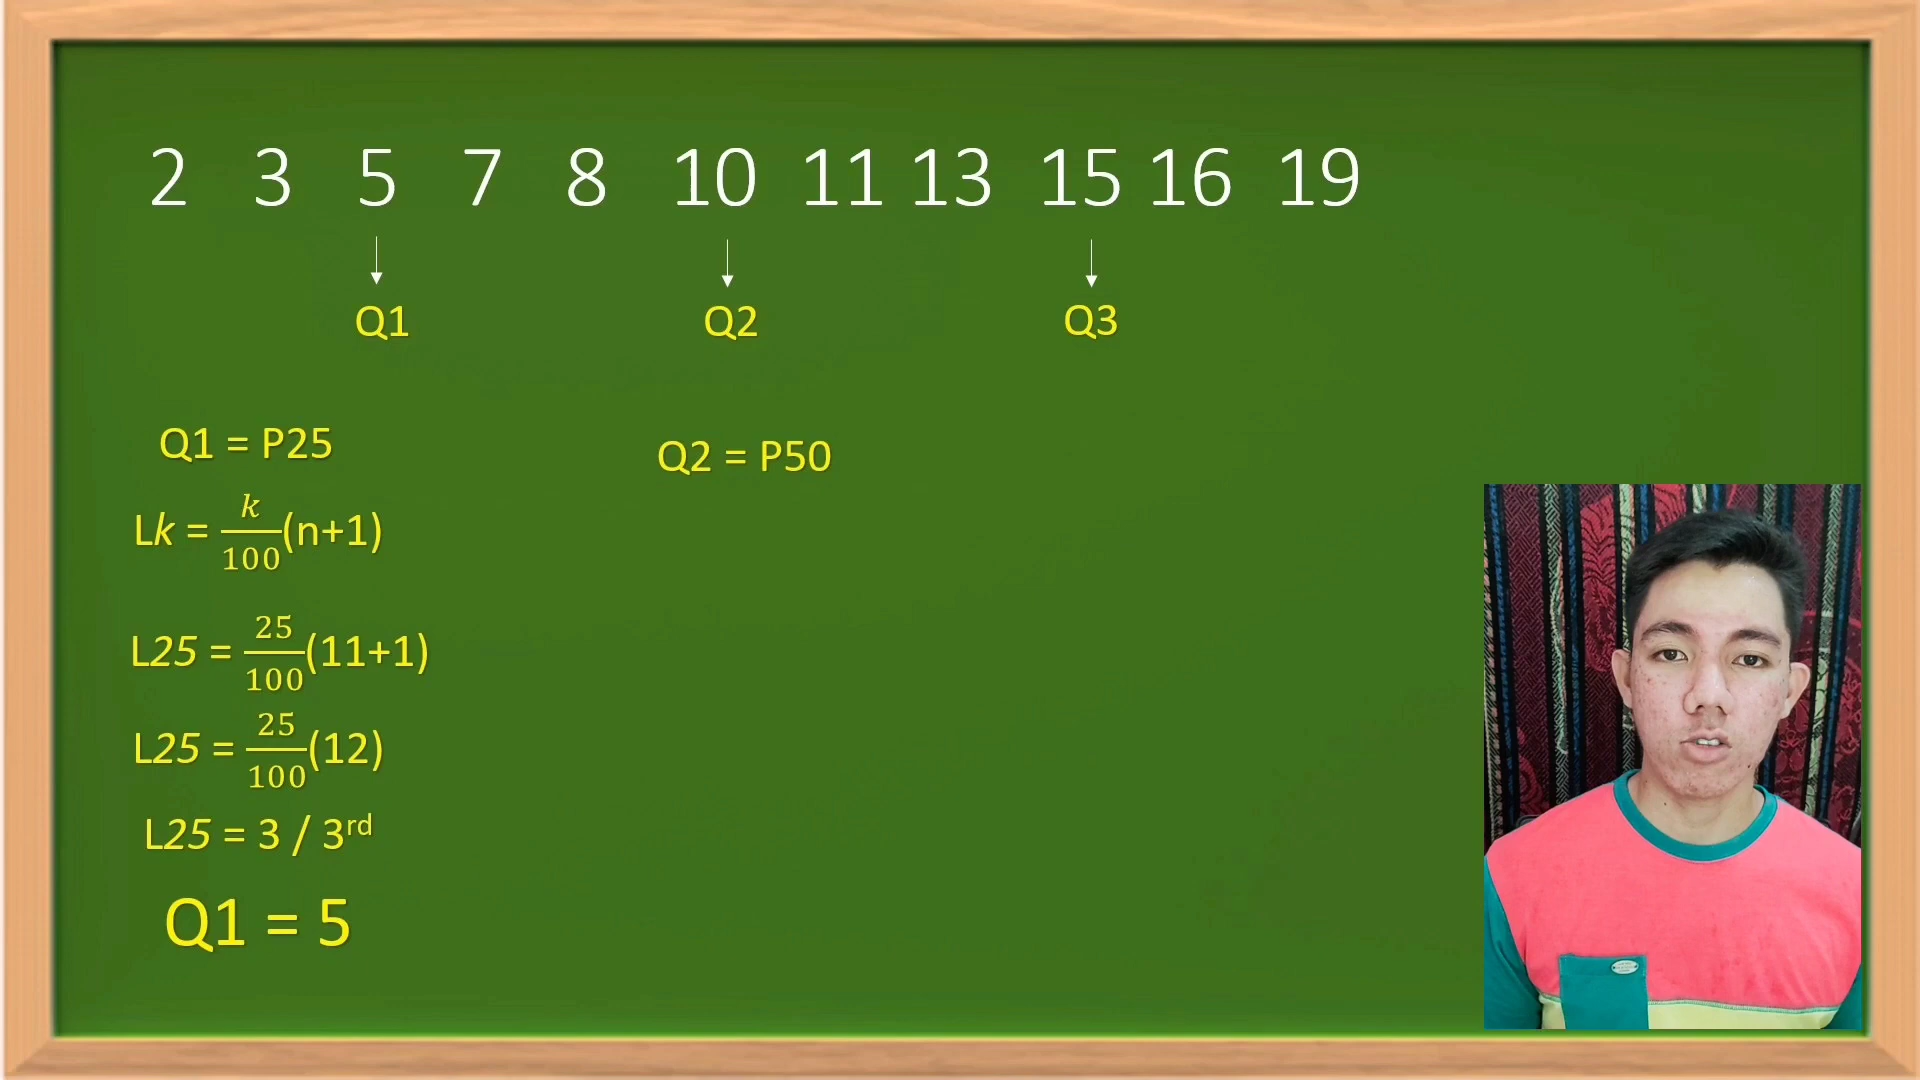 2 3 5 7 8 10 11 13 15 16 19
Q1 Q2 Q3
Q1 = P25
Lk = k/100(n+1)
L25 = 25/100(11+1)
L25 = 25/100(12)
L25 = 3 / 3rd
Q1 = 5
Q2 = P50